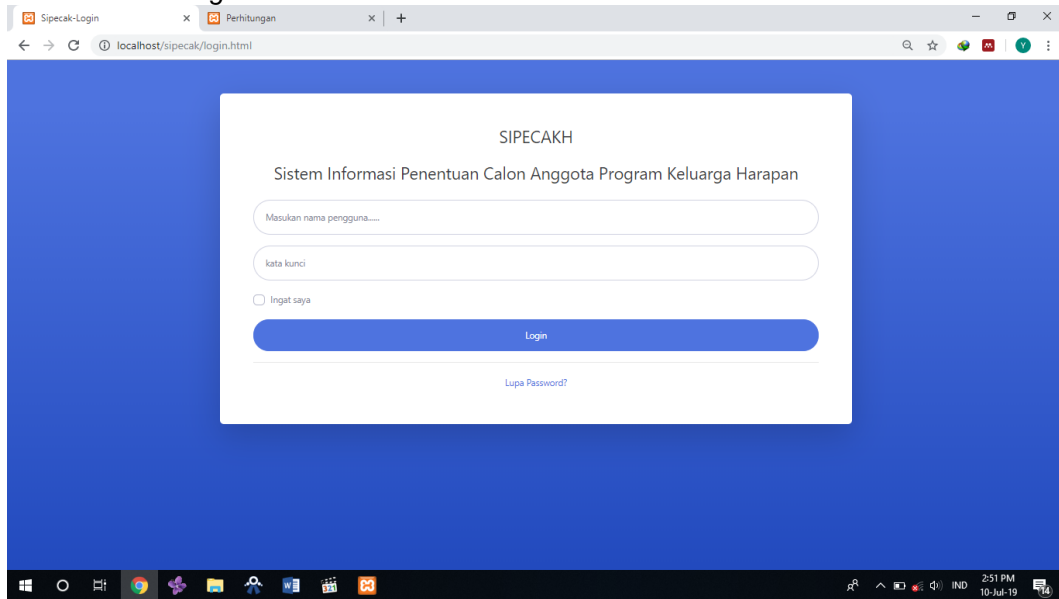 Sipecak-Login
Perhitungan
localhost/sipecak/login.html
Y
SIPECAKH
Sistem Informasi Penentuan Calon Anggota Program Keluarga Harapan
Masukan nama pengguna.....
kata kunci
Ingat saya
Login
Lupa Password?
W
321
IND
2:51 PM
10-Jul-19
14